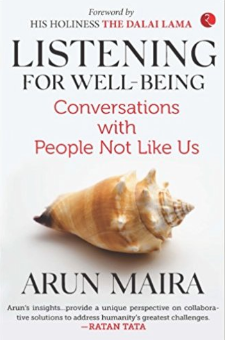 Foreword by
HIS HOLINESS THE DALAI LAMA
LISTENING
FOR WELL-BEING
Conversations
with
People Not Like Us
ARUN MAIRA
Arun's insights...provide a unique perspective on collabora-
tive solutions to address humanity's greatest challenges.
—RATAN TATA